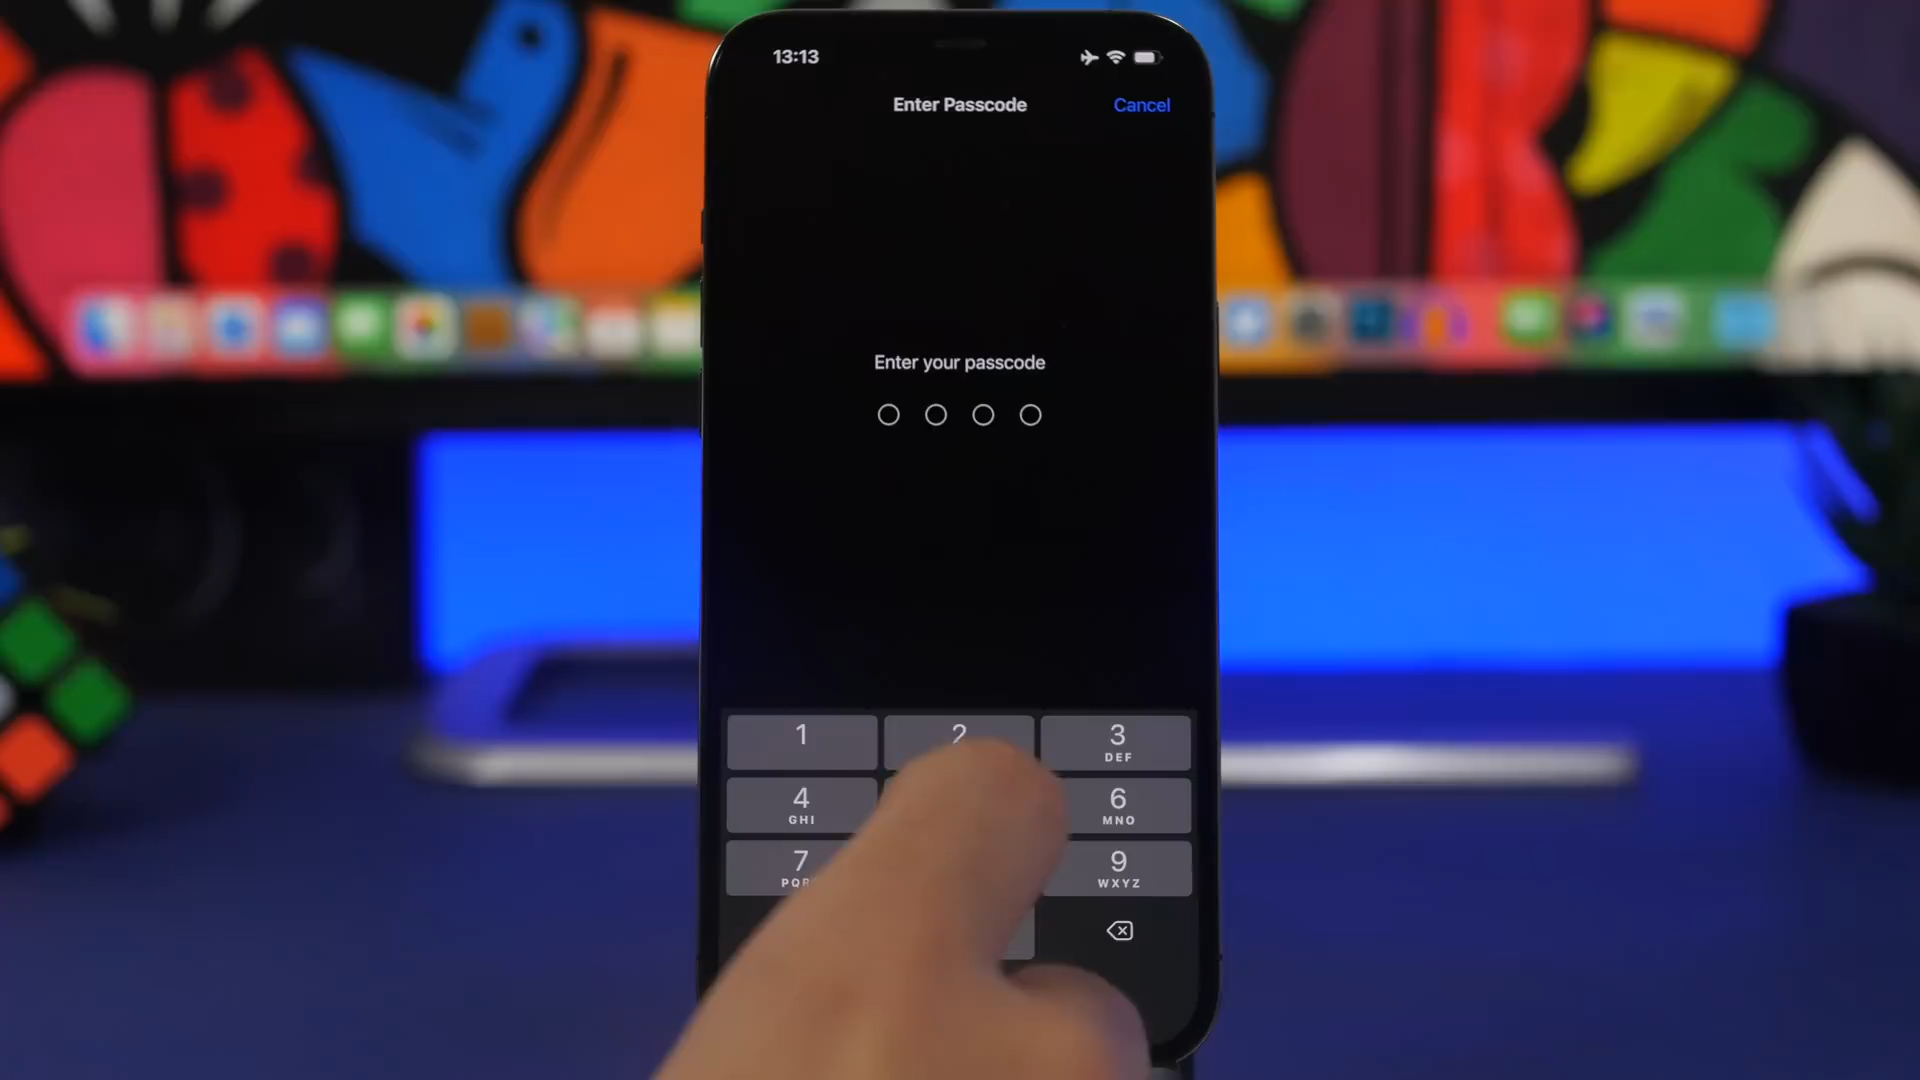 13:13
Enter Passcode
Cancel
Enter your passcode
1
2
3
DEF
4
GHI
6
MNO
7
PQR
9
WXYZ